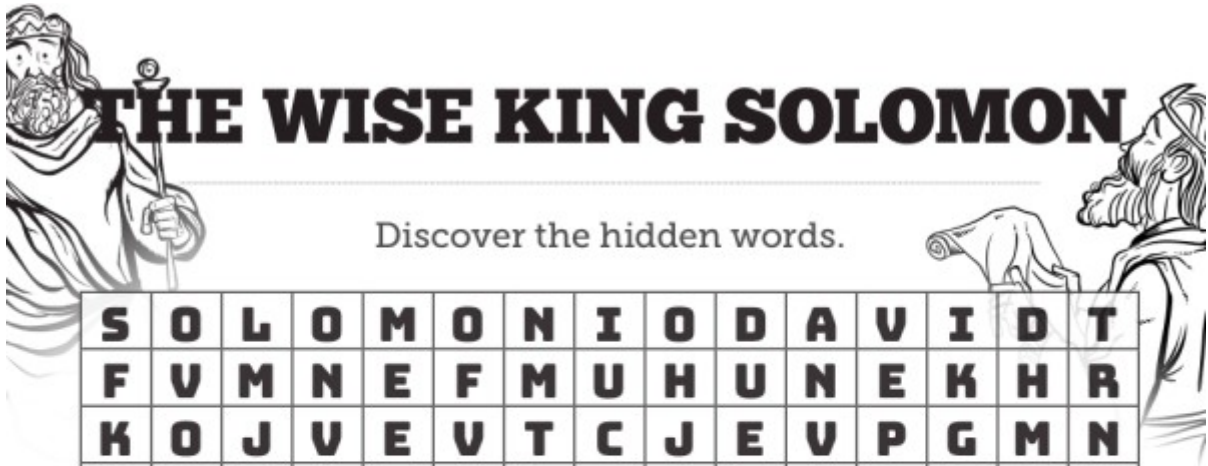 THE WISE KING SOLOMON
Discover the hidden words.
S O L O M O N I O D A V I D T
F V M N E F M U H U N E K H R
K O J V E V T C J E V P G M N